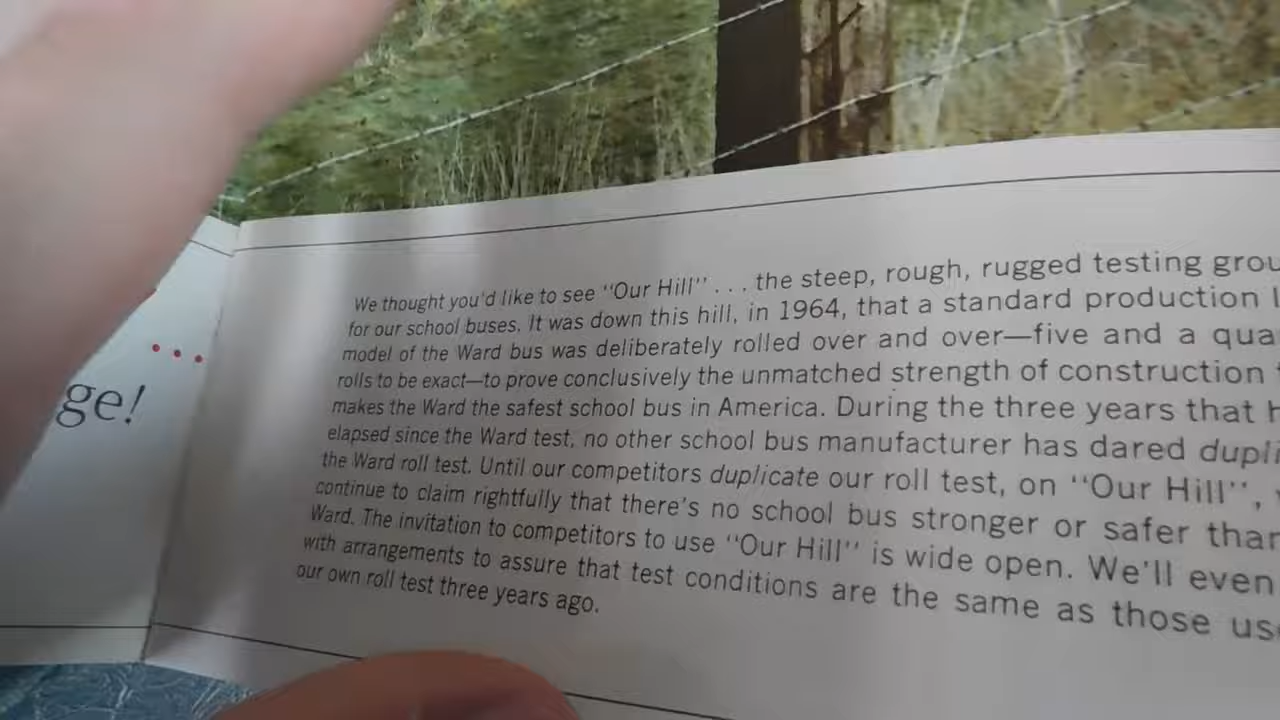 ...
ge!
We thought you'd like to see "Our Hill" . . . the steep, rough, rugged testing grou
for our school buses. It was down this hill, in 1964, that a standard production
model of the Ward bus was deliberately rolled over and over—five and a qua
rolls to be exact—to prove conclusively the unmatched strength of construction
makes the Ward the safest school bus in America. During the three years that h
elapsed since the Ward test, no other school bus manufacturer has dared dupli
the Ward roll test. Until our competitors duplicate our roll test, on "Our Hill",
continue to claim rightfully that there's no school bus stronger or safer than
Ward. The invitation to competitors to use "Our Hill" is wide open. We'll even
with arrangements to assure that test conditions are the same as those use
our own roll test three years ago.